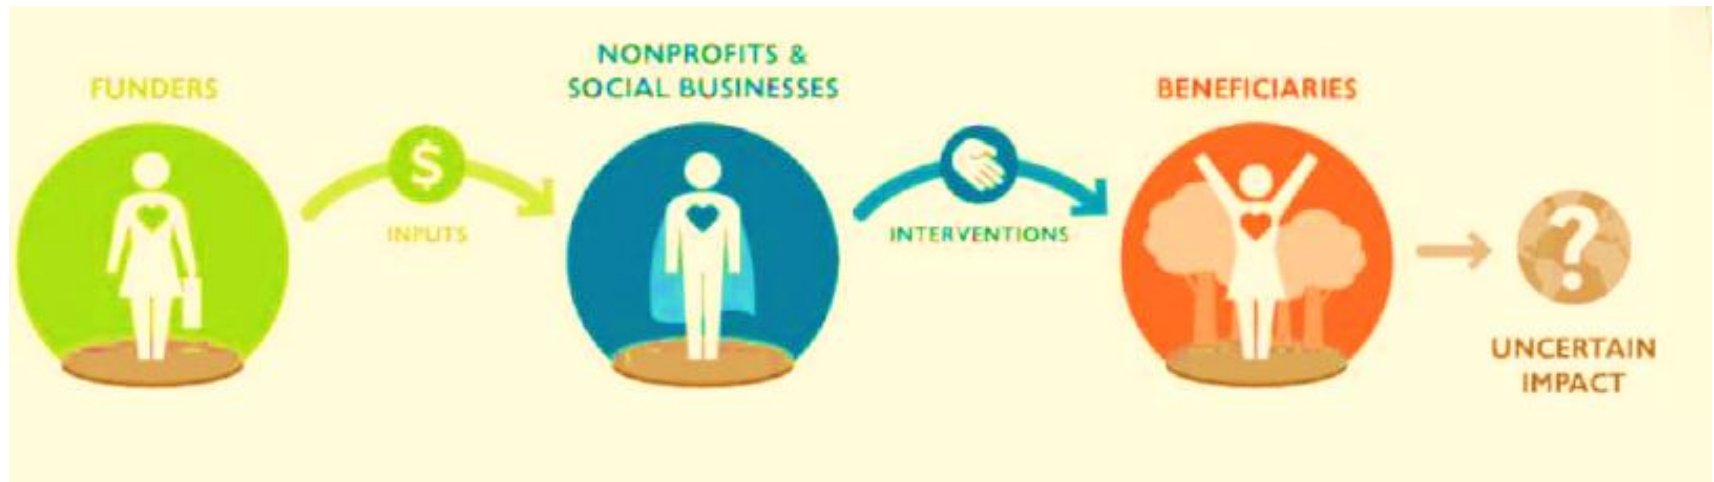 FUNDERS
$
INPUTS
NONPROFITS &
SOCIAL BUSINESSES
INTERVENTIONS
BENEFICIARIES
?
UNCERTAIN
IMPACT